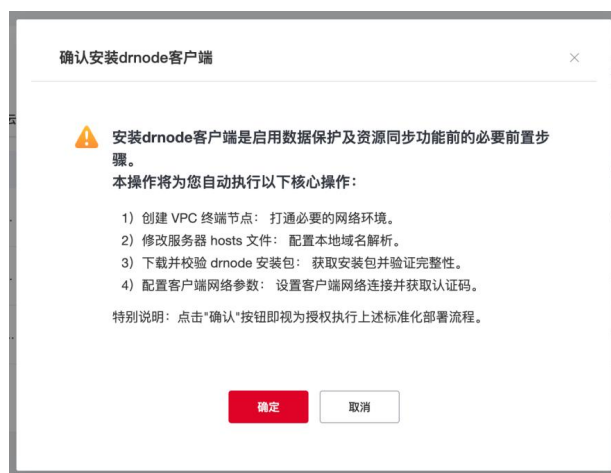 确认安装drnode客户端
安装drnode客户端是启用数据保护及资源同步功能前的必要前置步
骤。
本操作将为您自动执行以下核心操作：
1）创建 VPC 终端节点： 打通必要的网络环境。
2）修改服务器 hosts 文件： 配置本地域名解析。
3）下载并校验 drnode 安装包： 获取安装包并验证完整性。
4）配置客户端网络参数： 设置客户端网络连接并获取认证码。
特别说明：点击"确认"按钮即视为授权执行上述标准化部署流程。
确定
取消